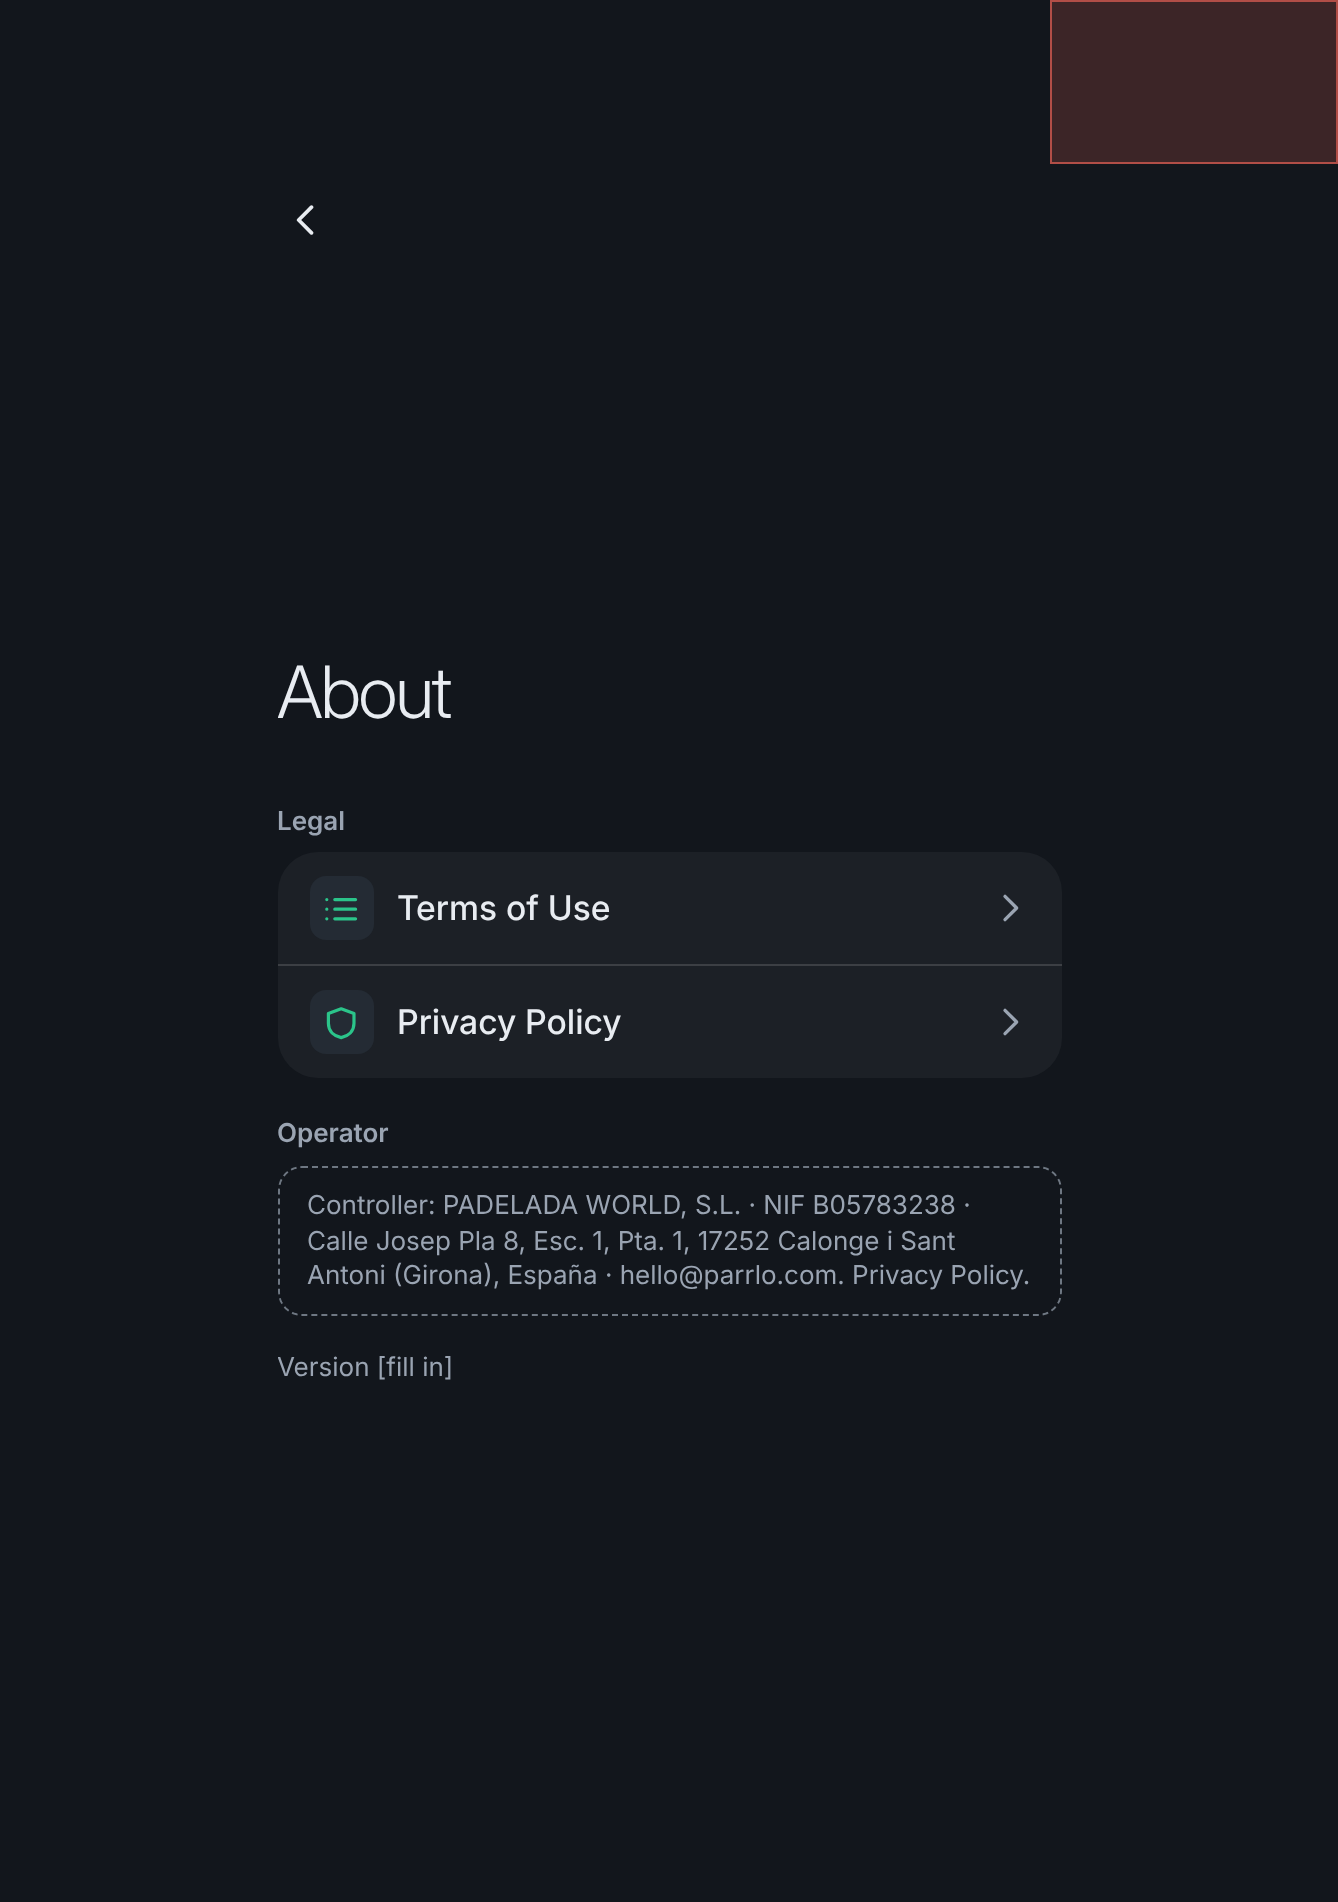 About
Legal
Terms of Use
Privacy Policy
Operator
Controller: PADELADA WORLD, S.L. · NIF B05783238 ·
Calle Josep Pla 8, Esc. 1, Pta. 1, 17252 Calonge i Sant
Antoni (Girona), España · hello@parrlo.com. Privacy Policy.
Version [fill in]